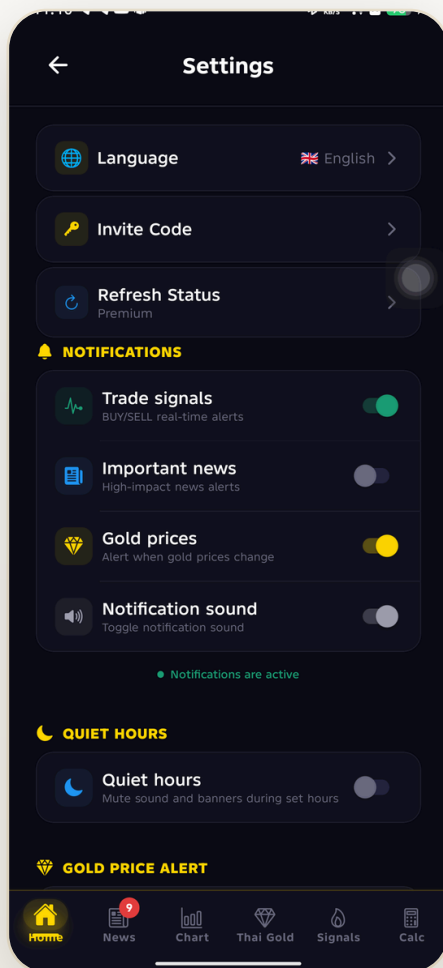 Settings
Language
English
Invite Code
Refresh Status
Premium
NOTIFICATIONS
Trade signals
BUY/SELL real-time alerts
Important news
High-impact news alerts
Gold prices
Alert when gold prices change
Notification sound
Toggle notification sound
Notifications are active
QUIET HOURS
Quiet hours
Mute sound and banners during set hours
GOLD PRICE ALERT
9
Home News Chart Thai Gold Signals Calc